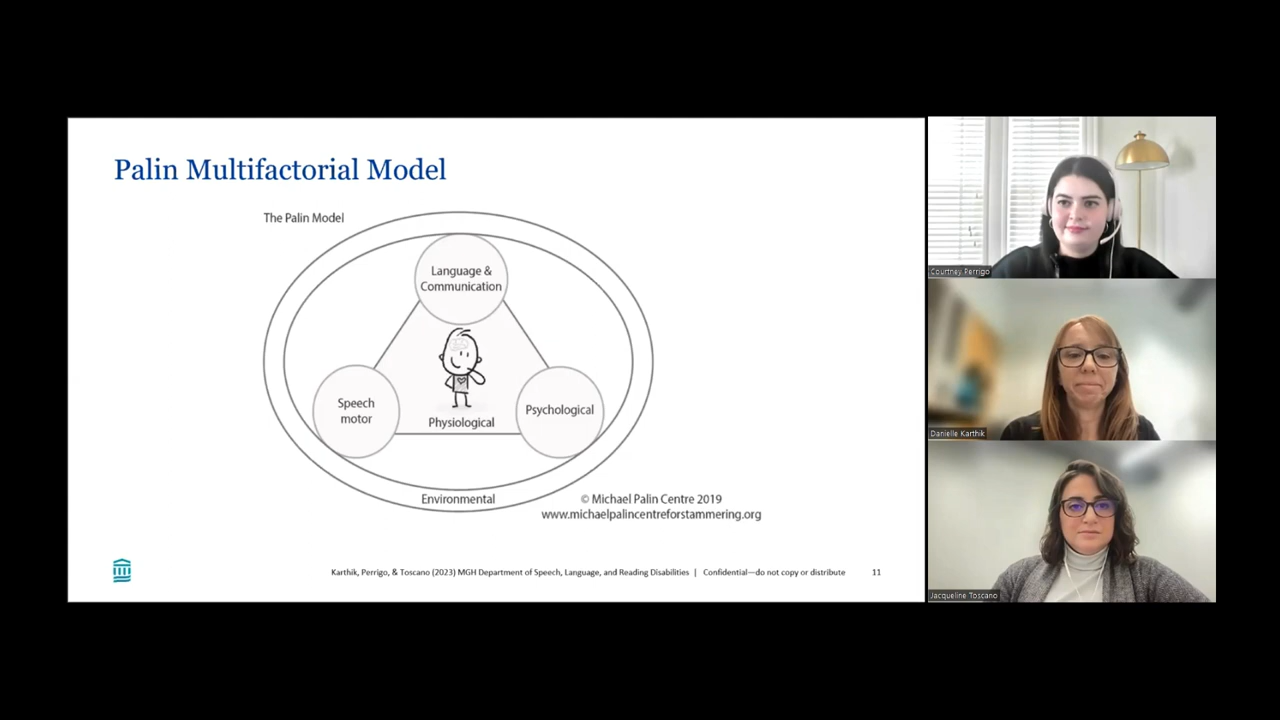 Palin Multifactorial Model
The Palin Model
Language &
Communication
Speech
motor
Physiological
Psychological
Environmental
© Michael Palin Centre 2019
www.michaelpalincentreforstammering.org
Karthik, Perrigo, & Toscano (2023) MGH Department of Speech, Language, and Reading Disabilities | Confidential—do not copy or distribute 11
Courtney Perrigo
Danielle Karthik
Jacqueline Toscano